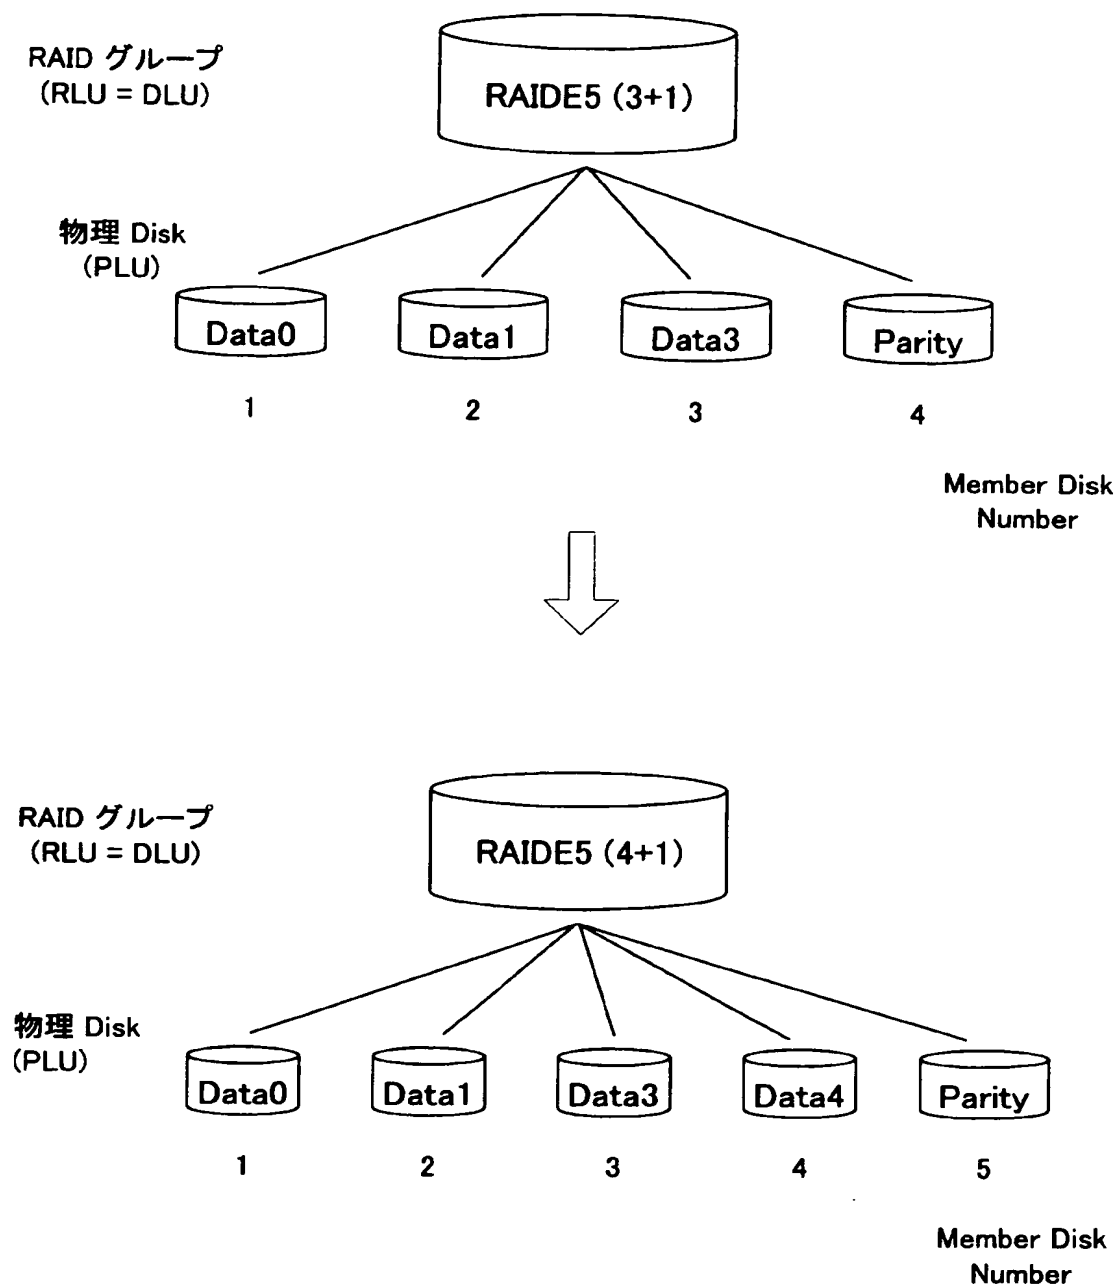 RAID グループ
(RLU = DLU)
RAIDE5 (3+1)
物理 Disk
(PLU)
Data0
Data1
Data3
Parity
1
2
3
4
Member Disk
Number
RAID グループ
(RLU = DLU)
RAIDE5 (4+1)
物理 Disk
(PLU)
Data0
Data1
Data3
Data4
Parity
1
2
3
4
5
Member Disk
Number